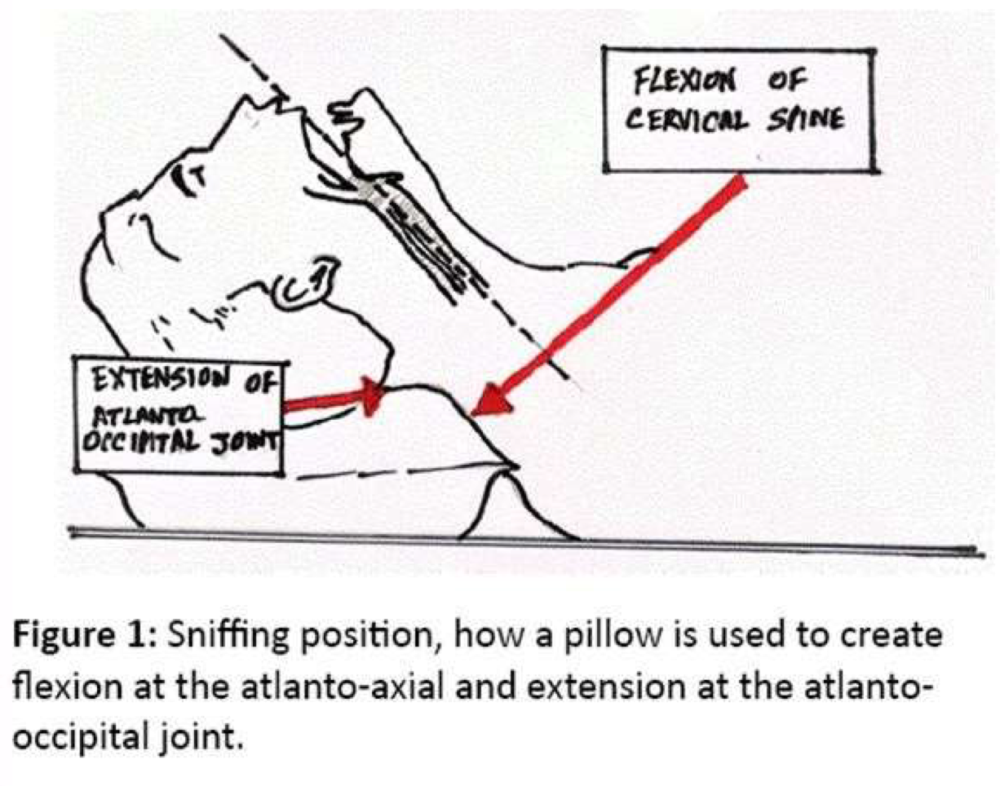 FLEXION OF
CERVICAL SPINE
EXTENSION OF
ATLANTO
OCCIPITAL JOINT
Figure 1: Sniffing position, how a pillow is used to create
flexion at the atlanto-axial and extension at the atlanto-
occipital joint.